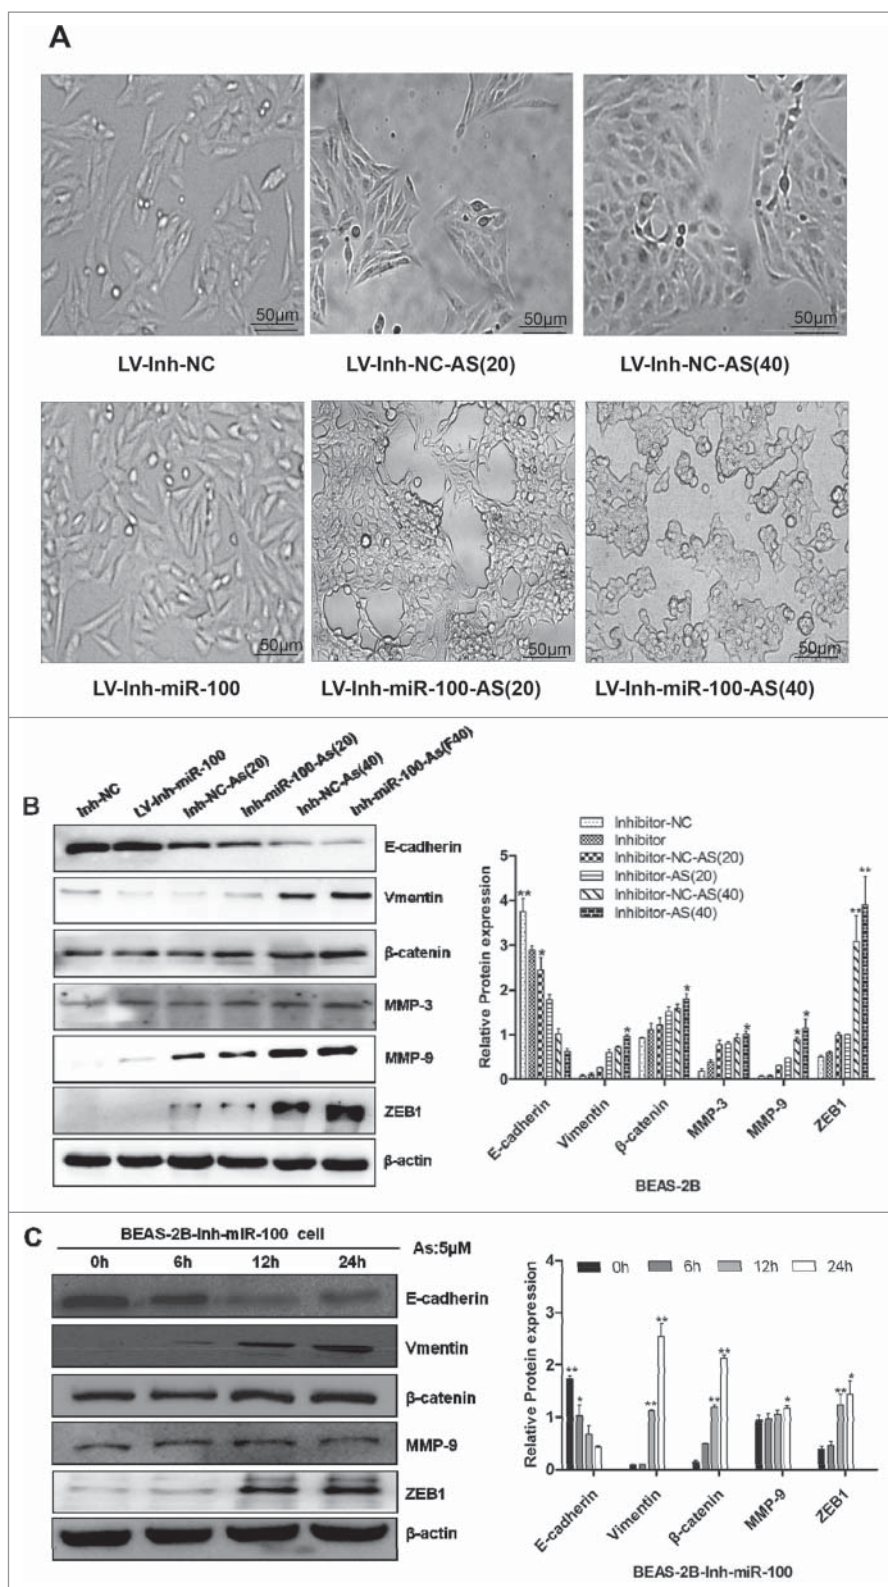 A
50μm
50μm
50μm
LV-Inh-NC
LV-Inh-NC-AS(20)
LV-Inh-NC-AS(40)
50μm
50μm
50μm
LV-Inh-miR-100
LV-Inh-miR-100-AS(20)
LV-Inh-miR-100-AS(40)
B
Inh-NC
LV-Inh-miR-100
Inh-NC-As(20)
Inh-miR-100-As(20)
Inh-NC-As(40)
Inh-miR-100-As(F40)
E-cadherin
Vmentin
β-catenin
MMP-3
MMP-9
ZEB1
β-actin
Inhibitor-NC
Inhibitor
Inhibitor-NC-AS(20)
Inhibitor-AS(20)
Inhibitor-NC-AS(40)
Inhibitor-AS(40)
Relative Protein expression
5
4
3
2
1
0
** * * * * * * ** **
E-cadherin
Vimentin
β-catenin
MMP-3
MMP-9
ZEB1
BEAS-2B
C
BEAS-2B-Inh-miR-100 cell
As:5μM
0h 6h 12h 24h
E-cadherin
Vmentin
β-catenin
MMP-9
ZEB1
β-actin
0h 6h 12h 24h
Relative Protein expression
4
3
2
1
0
** * ** ** ** ** * ** *
E-cadherin
Vimentin
β-catenin
MMP-9
ZEB1
BEAS-2B-Inh-miR-100